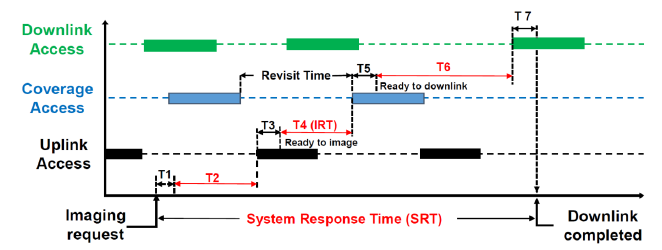 Downlink
Access
T 7
Revisit Time
T5
T6
Ready to downlink
Coverage
Access
T3
T4 (IRT)
Ready to image
Uplink
Access
T1
T2
Imaging
request
System Response Time (SRT)
Downlink
completed